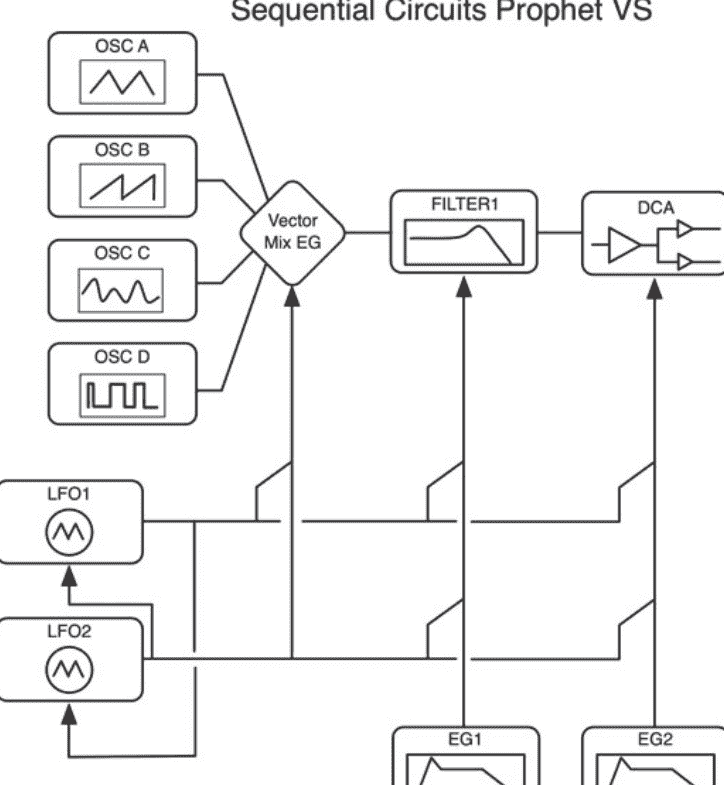 Sequential Circuits Prophet VS
OSC A
OSC B
OSC C
OSC D
Vector
Mix EG
FILTER1
DCA
LFO1
LFO2
EG1
EG2